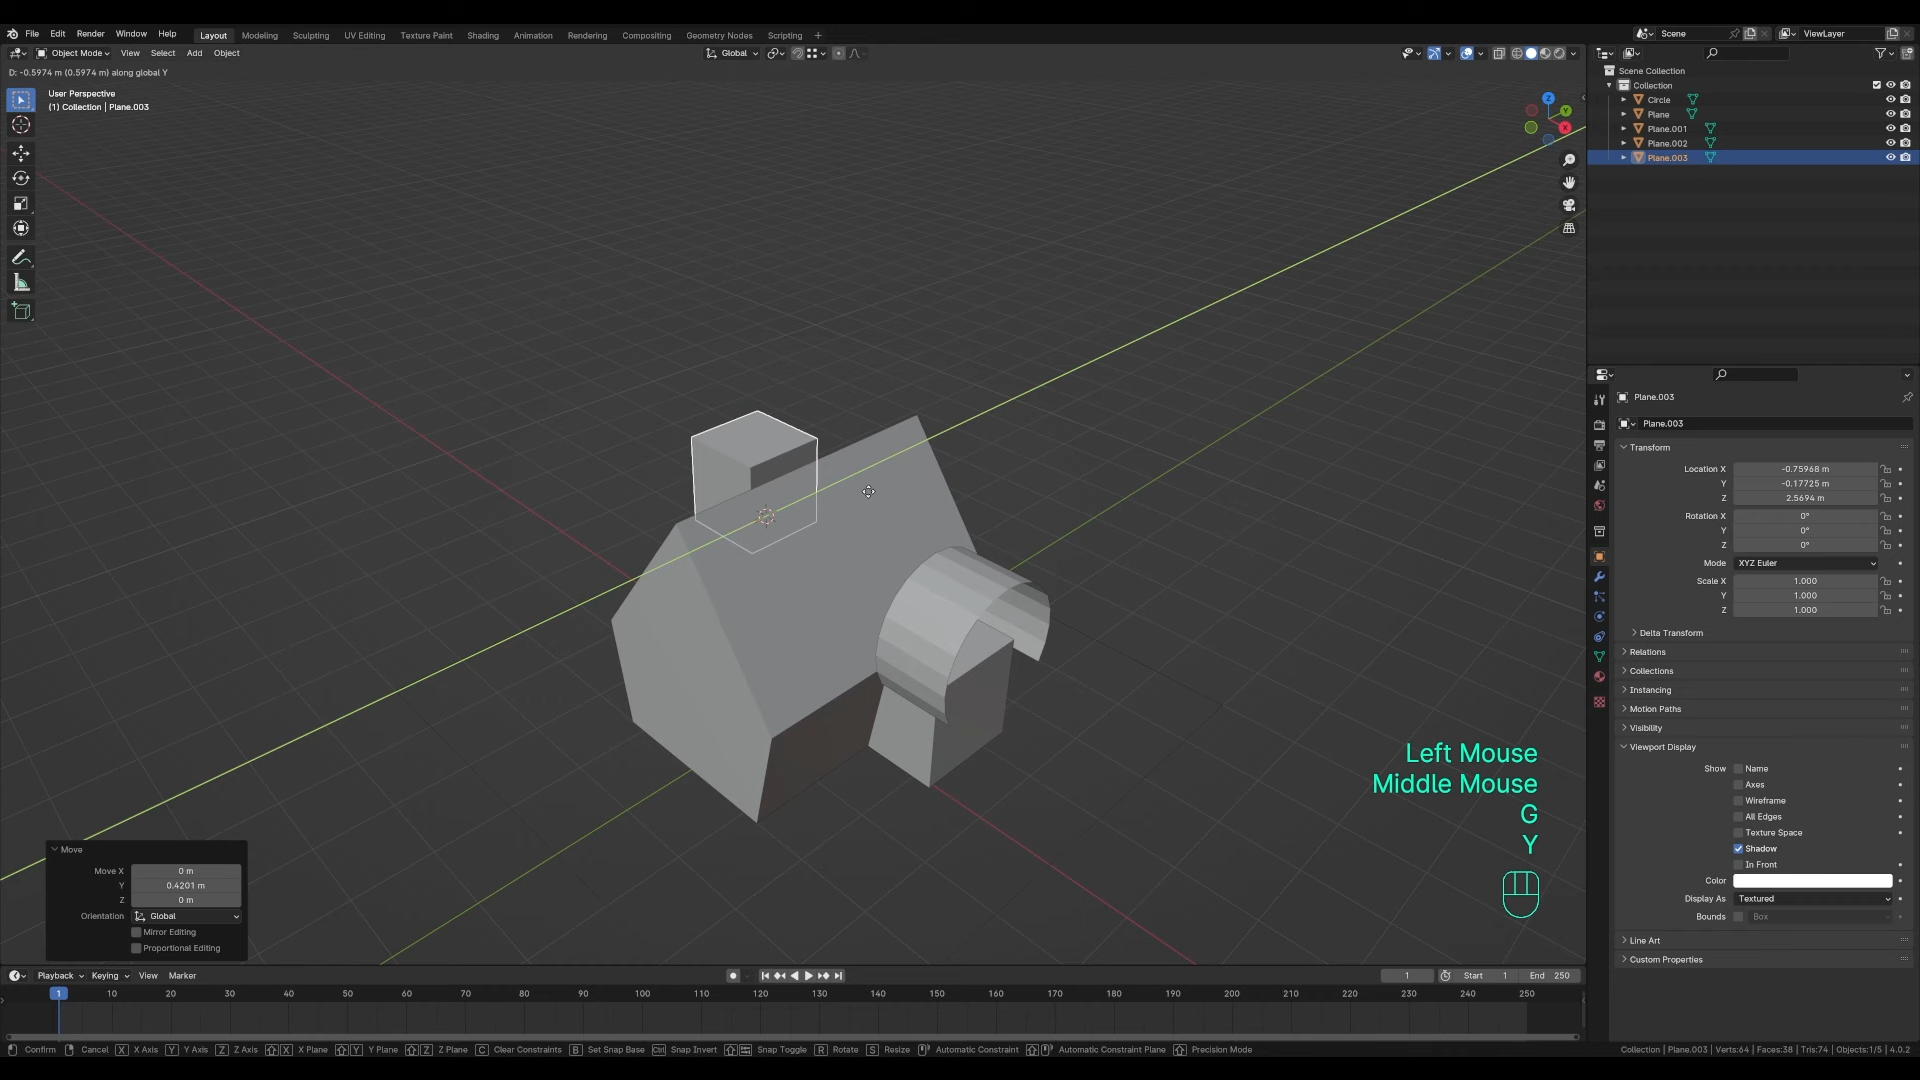 File Edit Render Window Help Layout Modeling Sculpting UV Editing Texture Paint Shading Animation Rendering Compositing Geometry Nodes Scripting +
Scene
ViewLayer
Object Mode View Select Add Object
Global
D: -0.5974 m (0.5974 m) along global Y
User Perspective
(1) Collection | Plane.003
Z
Y
X
Scene Collection
Collection
Circle
Plane
Plane.001
Plane.002
Plane.003
Plane.003
Plane.003
Transform
Location X -0.75968 m
Y -0.17725 m
Z 2.5694 m
Rotation X 0°
Y 0°
Z 0°
Mode XYZ Euler
Scale X 1.000
Y 1.000
Z 1.000
Delta Transform
Relations
Collections
Instancing
Motion Paths
Visibility
Viewport Display
Show Name
Axes
Wireframe
All Edges
Texture Space
Shadow
In Front
Color
Display As Textured
Bounds Box
Line Art
Custom Properties
Left Mouse
Middle Mouse
G
Y
Move
Move X 0 m
Y 0.4201 m
Z 0 m
Orientation Global
Mirror Editing
Proportional Editing
Playback Keying View Marker
1 Start 1 End 250
1 10 20 30 40 50 60 70 80 90 100 110 120 130 140 150 160 170 180 190 200 210 220 230 240 250
Confirm Cancel X X Axis Y Y Axis Z Z Axis X X Plane Y Y Plane Z Z Plane C Clear Constraints B Set Snap Base Ctrl Snap Invert Snap Toggle R Rotate S Resize Automatic Constraint Automatic Constraint Plane Precision Mode
Collection | Plane.003 | Verts:64 | Faces:38 | Tris:74 | Objects:1/5 | 4.0.2